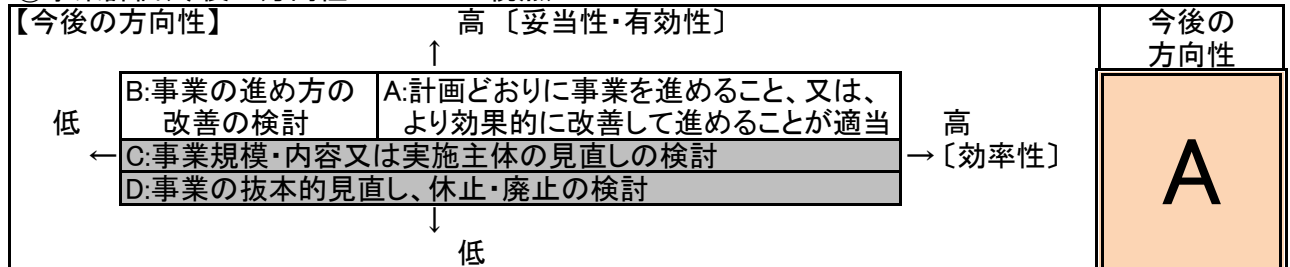 【今後の方向性】
高〔妥当性・有効性〕
↑
今後の
方向性
B:事業の進め方の
改善の検討
A:計画どおりに事業を進めること、又は、
より効果的に改善して進めることが適当
低
←
C:事業規模・内容又は実施主体の見直しの検討
高
→〔効率性〕
D:事業の抜本的見直し、休止・廃止の検討
↓
低
A